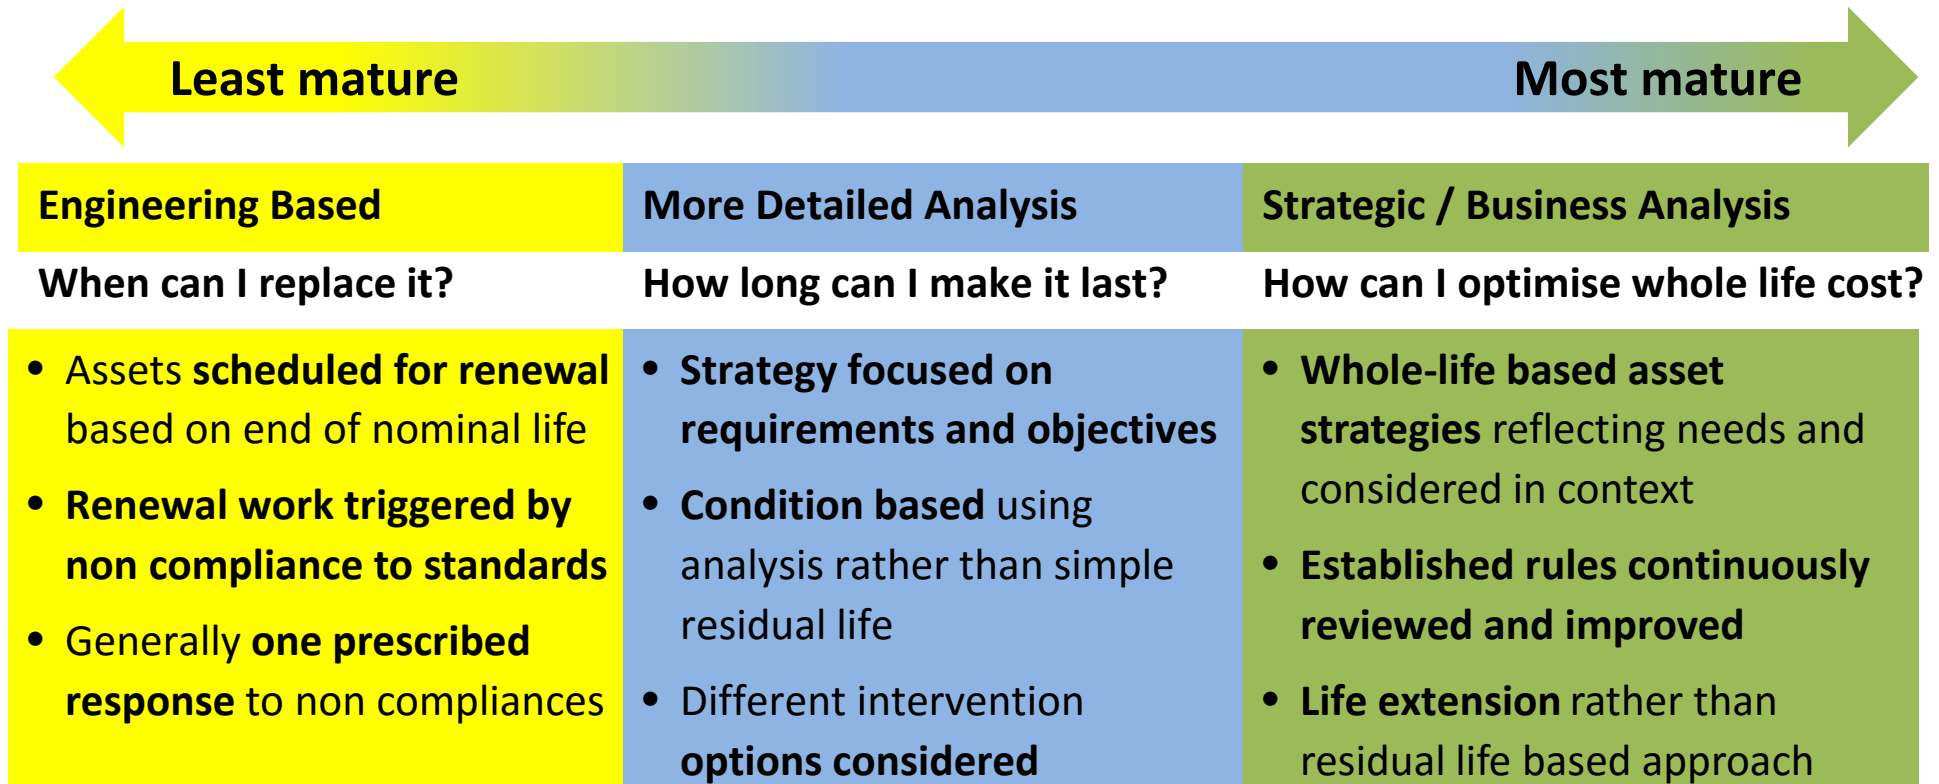 Least mature
Most mature
Engineering Based
More Detailed Analysis
Strategic / Business Analysis
When can I replace it?
How long can I make it last?
How can I optimise whole life cost?
• Assets scheduled for renewal
based on end of nominal life
• Renewal work triggered by
non compliance to standards
• Generally one prescribed
response to non compliances
• Strategy focused on
requirements and objectives
• Condition based using
analysis rather than simple
residual life
• Different intervention
options considered
• Whole-life based asset
strategies reflecting needs and
considered in context
• Established rules continuously
reviewed and improved
• Life extension rather than
residual life based approach